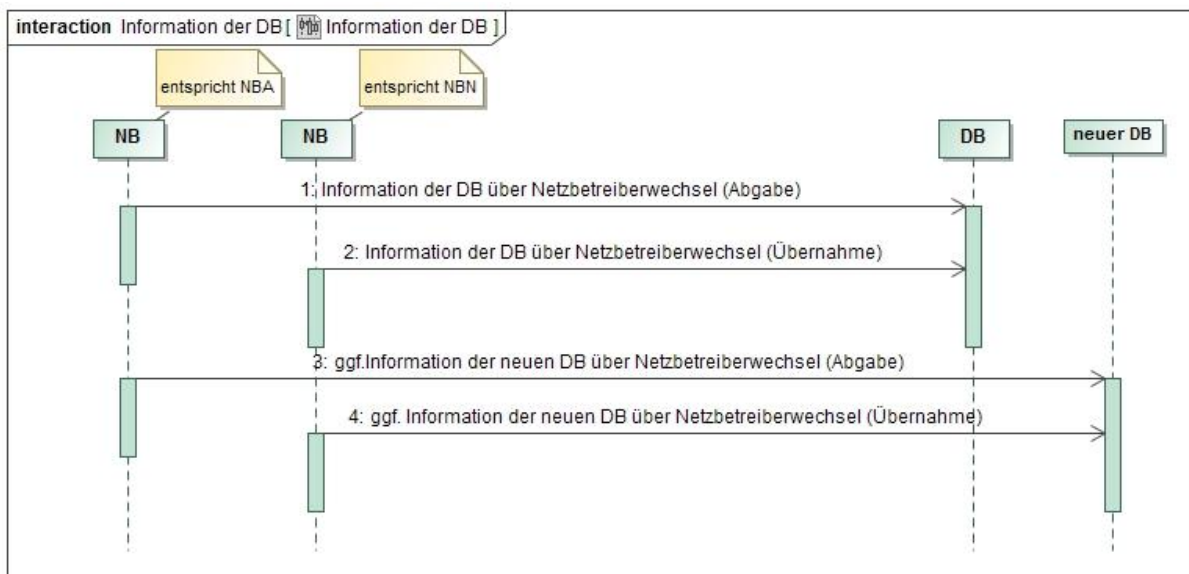 interaction Information der DB [ Information der DB ]
entspricht NBA
entspricht NBN
NB
NB
DB
neuer DB
1: Information der DB über Netzbetreiberwechsel (Abgabe)
2: Information der DB über Netzbetreiberwechsel (Übernahme)
3: ggf.Information der neuen DB über Netzbetreiberwechsel (Abgabe)
4: ggf. Information der neuen DB über Netzbetreiberwechsel (Übernahme)